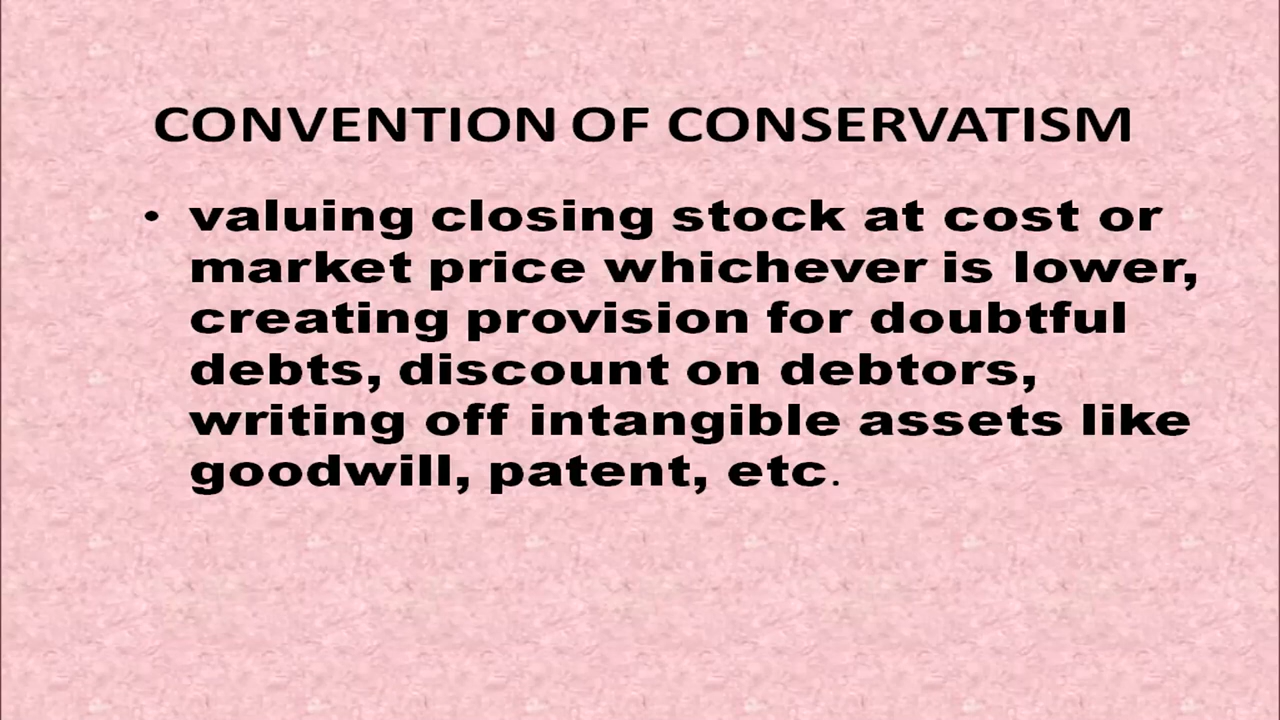 CONVENTION OF CONSERVATISM
• valuing closing stock at cost or
market price whichever is lower,
creating provision for doubtful
debts, discount on debtors,
writing off intangible assets like
goodwill, patent, etc.